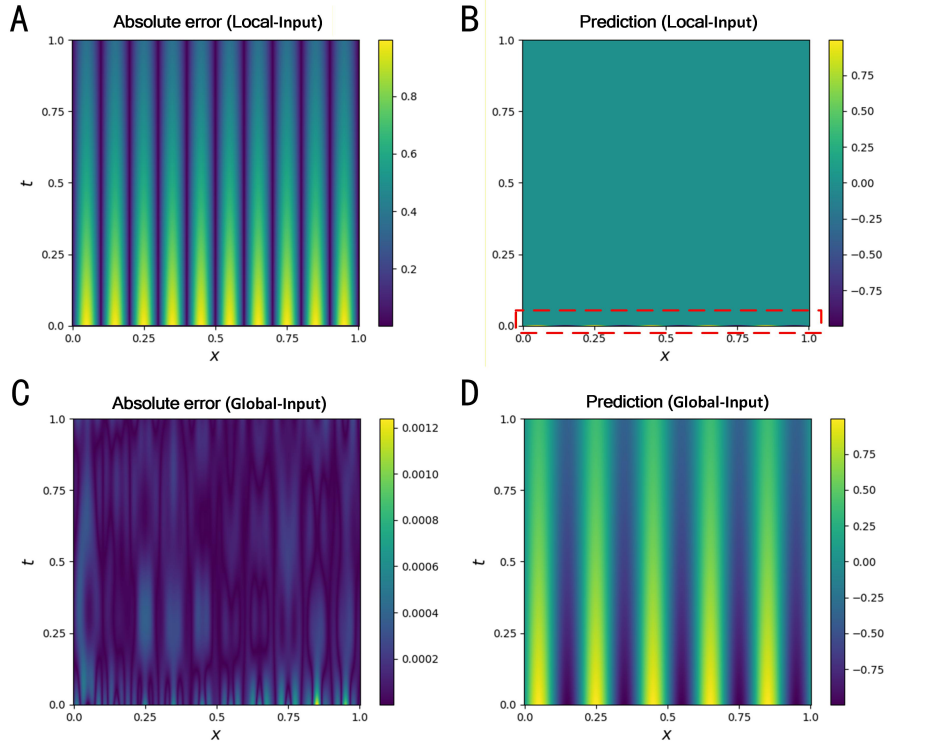 A
Absolute error (Local-Input)
1.0
0.75
0.5
0.25
0.0
t
0.0 0.25 0.5 0.75 1.0
x
0.8
0.6
0.4
0.2
B
Prediction (Local-Input)
1.0
0.75
0.5
0.25
0.0
0.0 0.25 0.5 0.75 1.0
x
0.75
0.50
0.25
0.00
−0.25
−0.50
−0.75
C
Absolute error (Global-Input)
1.0
0.75
0.5
0.25
0.0
t
0.0 0.25 0.5 0.75 1.0
x
0.0012
0.0010
0.0008
0.0006
0.0004
0.0002
D
Prediction (Global-Input)
1.0
0.75
0.5
0.25
0.0
t
0.0 0.25 0.5 0.75 1.0
x
0.75
0.50
0.25
0.00
−0.25
−0.50
−0.75